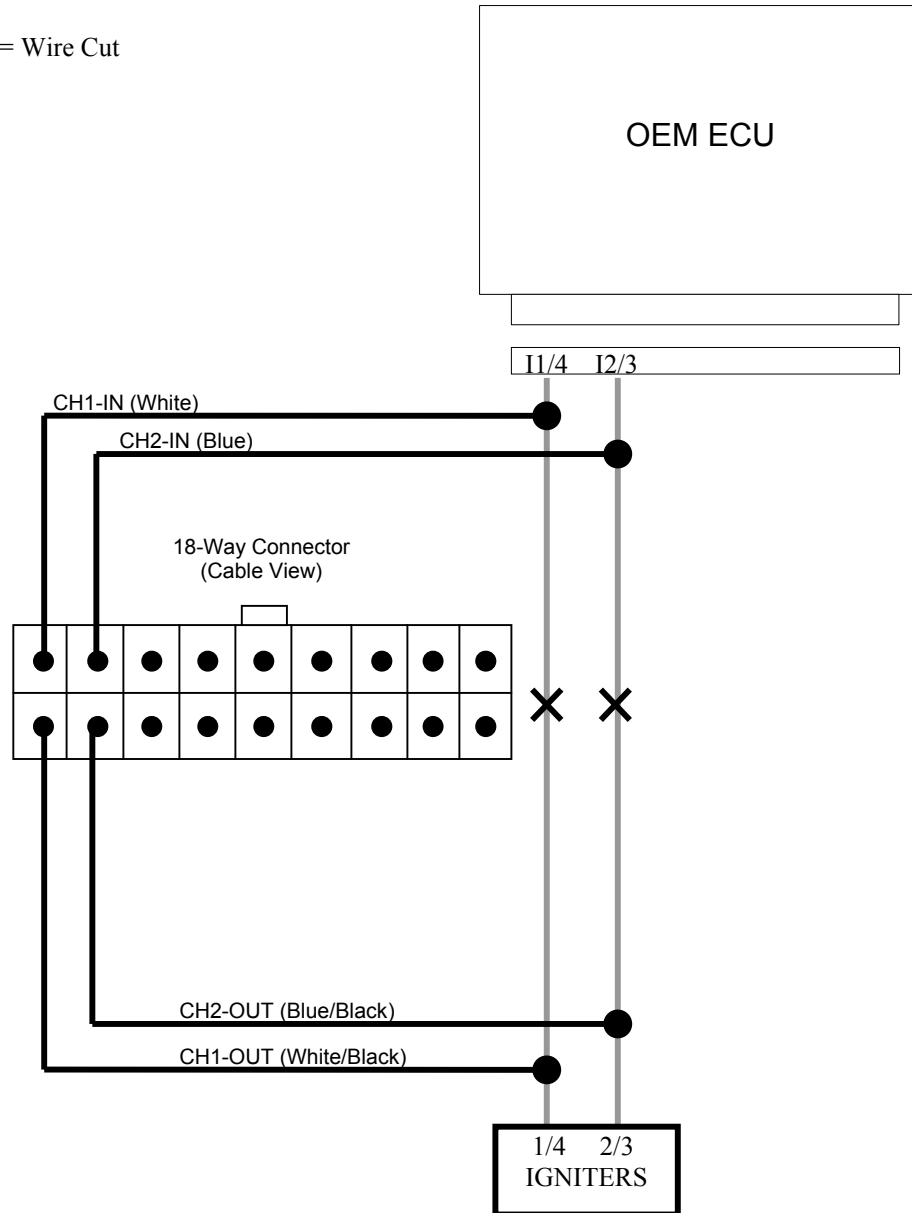 = Wire Cut
OEM ECU
I1/4 I2/3
CH1-IN (White)
CH2-IN (Blue)
18-Way Connector
(Cable View)
CH2-OUT (Blue/Black)
CH1-OUT (White/Black)
1/4 2/3
IGNITERS